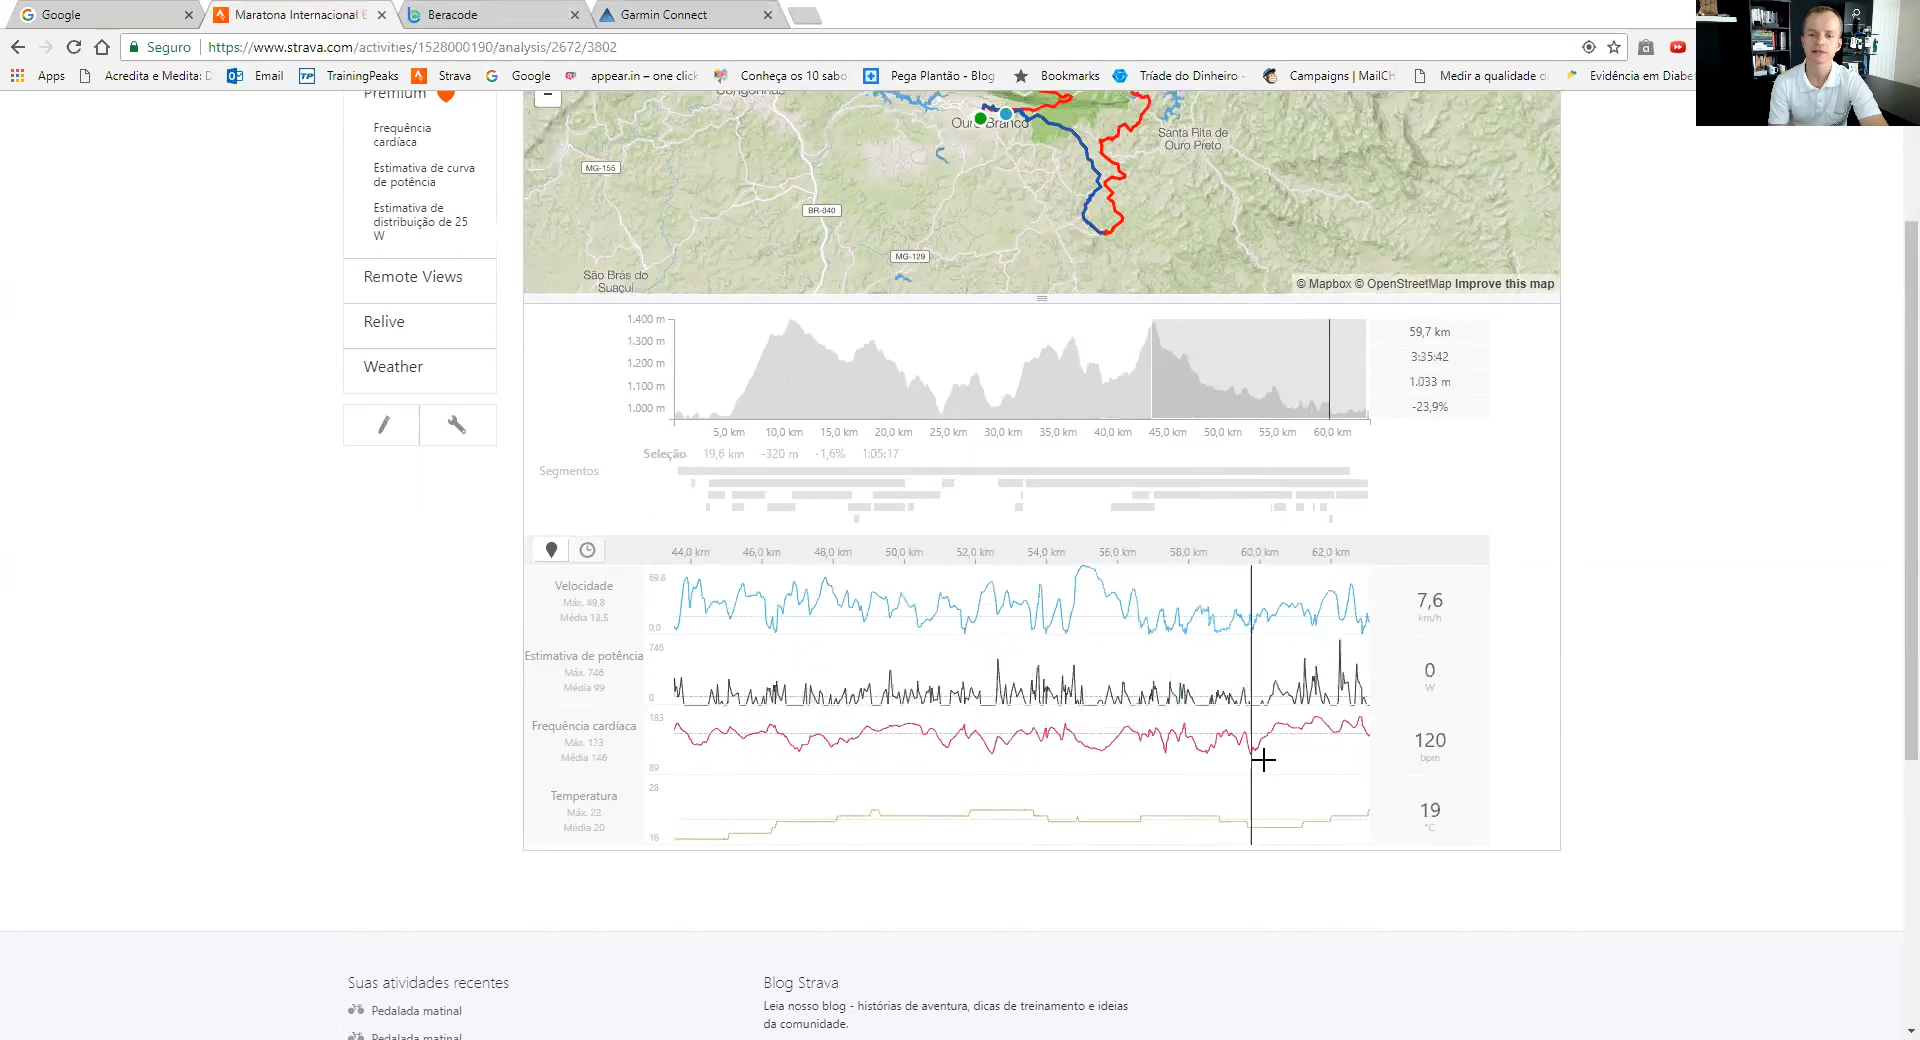 Google
Maratona Internacional E
Beracode
Garmin Connect
Seguro
https://www.strava.com/activities/1528000190/analysis/2672/3802
Apps
Acredita e Medita: D
Email
TrainingPeaks
Strava
Google
appear.in – one click
Conheça os 10 sabo
Pega Plantão - Blog
Bookmarks
Tríade do Dinheiro -
Campaigns | MailCh
Medir a qualidade d
Evidência em Diabet
Premium
Frequência
cardíaca
Estimativa de curva
de potência
Estimativa de
distribuição de 25
W
Remote Views
Relive
Weather
Congonhas
Ouro Branco
Santa Rita de
Ouro Preto
MG-155
BR-040
MG-129
São Brás do
Suaçuí
© Mapbox © OpenStreetMap Improve this map
1.400 m
1.300 m
1.200 m
1.100 m
1.000 m
59,7 km
3:35:42
1.033 m
-23,9%
5,0 km
10,0 km
15,0 km
20,0 km
25,0 km
30,0 km
35,0 km
40,0 km
45,0 km
50,0 km
55,0 km
60,0 km
Seleção 19,6 km -320 m -1,6% 1:05:17
Segmentos
44,0 km
46,0 km
48,0 km
50,0 km
52,0 km
54,0 km
56,0 km
58,0 km
60,0 km
62,0 km
Velocidade
Máx. 49,8
Média 18,5
69,8
0,0
7,6
km/h
Estimativa de potência
Máx. 746
Média 99
746
0
0
W
Frequência cardíaca
Máx. 173
Média 146
183
89
120
bpm
Temperatura
Máx. 23
Média 20
28
16
19
°C
Suas atividades recentes
Pedalada matinal
Pedalada matinal
Blog Strava
Leia nosso blog - histórias de aventura, dicas de treinamento e ideias
da comunidade.